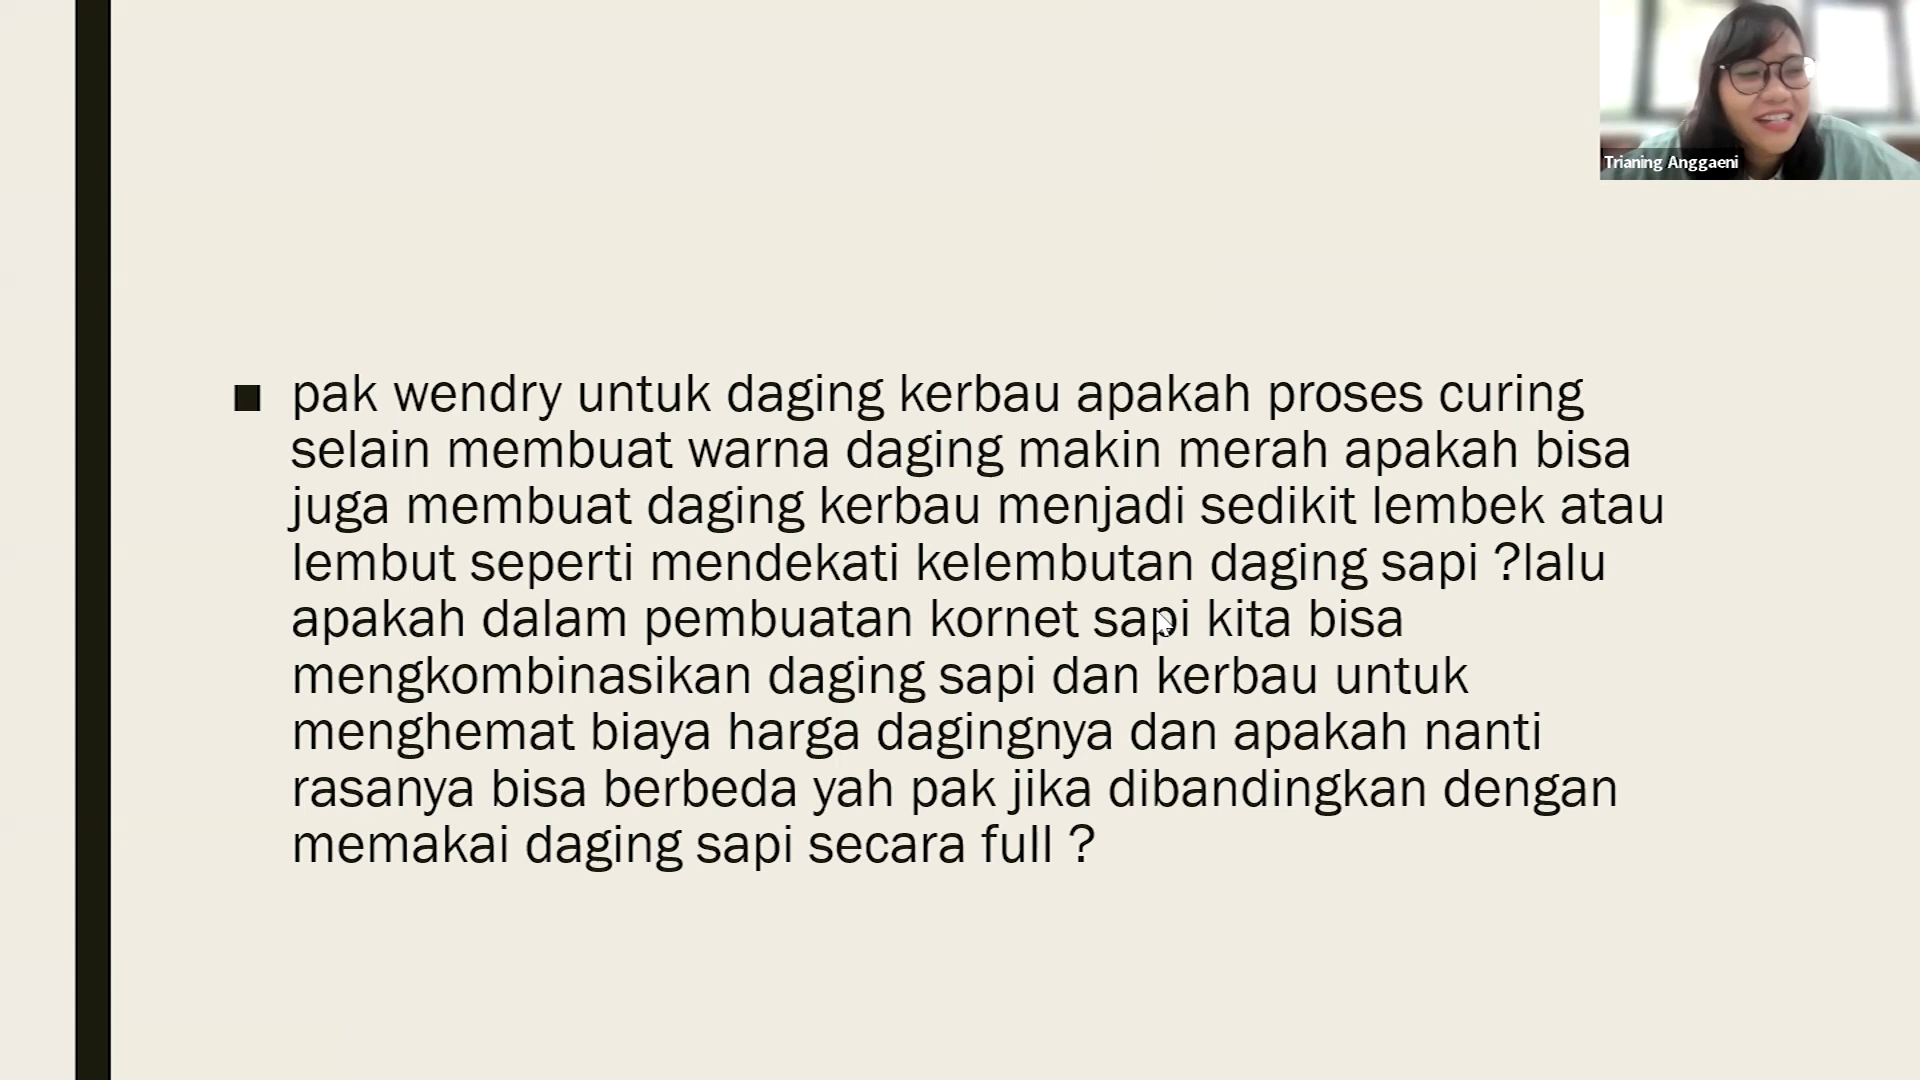 Trianing Anggaeni
pak wendry untuk daging kerbau apakah proses curing
selain membuat warna daging makin merah apakah bisa
juga membuat daging kerbau menjadi sedikit lembek atau
lembut seperti mendekati kelembutan daging sapi ?lalu
apakah dalam pembuatan kornet sapi kita bisa
mengkombinasikan daging sapi dan kerbau untuk
menghemat biaya harga dagingnya dan apakah nanti
rasanya bisa berbeda yah pak jika dibandingkan dengan
memakai daging sapi secara full ?